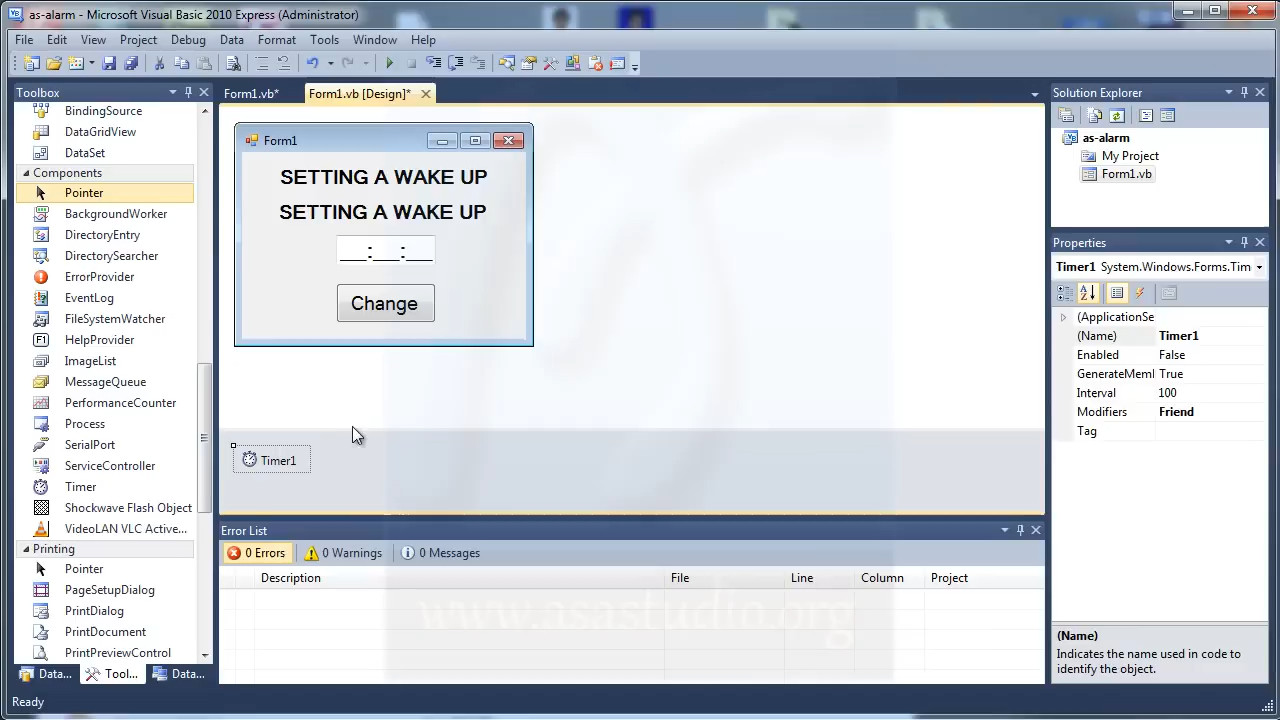 as-alarm - Microsoft Visual Basic 2010 Express (Administrator)
File Edit View Project Debug Data Format Tools Window Help
Toolbox
BindingSource
DataGridView
DataSet
Components
Pointer
BackgroundWorker
DirectoryEntry
DirectorySearcher
ErrorProvider
EventLog
FileSystemWatcher
HelpProvider
ImageList
MessageQueue
PerformanceCounter
Process
SerialPort
ServiceController
Timer
Shockwave Flash Object
VideoLAN VLC Active...
Printing
Pointer
PageSetupDialog
PrintDialog
PrintDocument
PrintPreviewControl
Data... Tool... Data...
Form1.vb* Form1.vb [Design]*
Form1
SETTING A WAKE UP
SETTING A WAKE UP
__:__:__
Change
Timer1
Error List
0 Errors 0 Warnings 0 Messages
Description File Line Column Project
www.asastudio.org
Solution Explorer
as-alarm
My Project
Form1.vb
Properties
Timer1 System.Windows.Forms.Tim
(ApplicationSe
(Name) Timer1
Enabled False
GenerateMeml True
Interval 100
Modifiers Friend
Tag
(Name)
Indicates the name used in code to
identify the object.
Ready